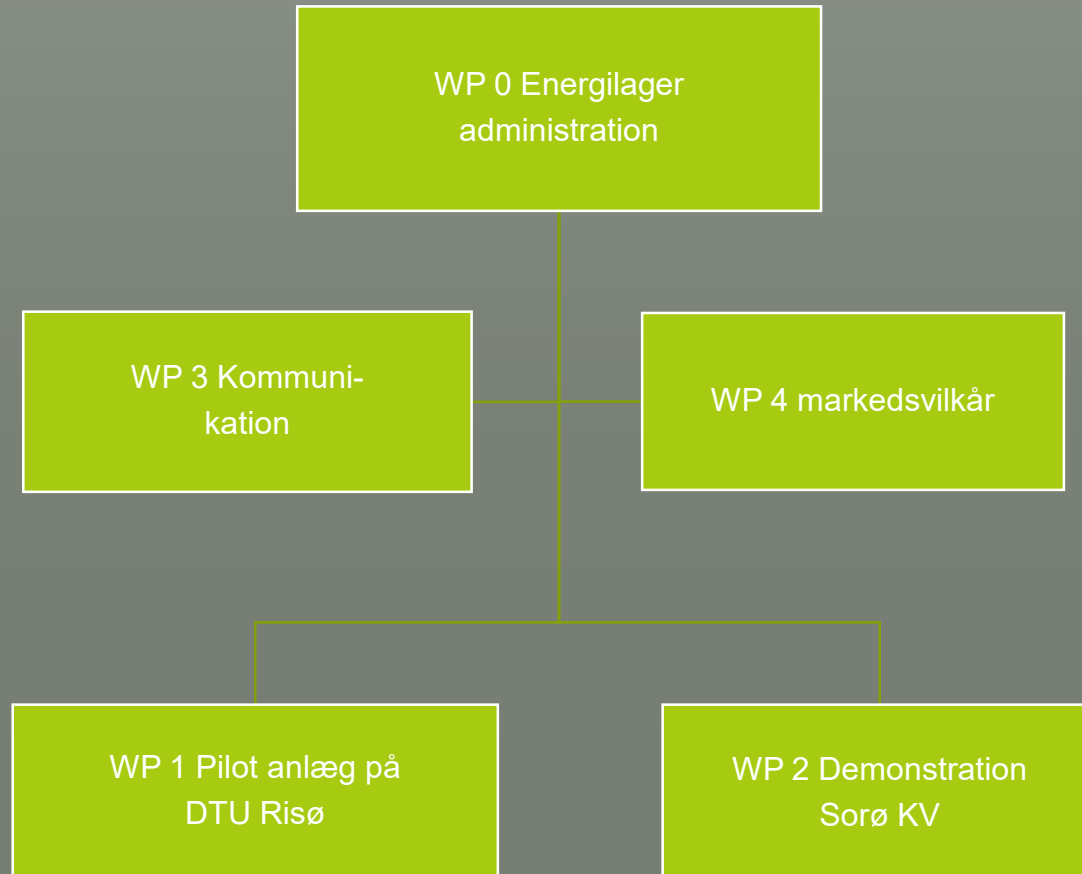 WP 0 Energilager
administration
WP 3 Kommuni-
kation
WP 4 markedsvilkår
WP 1 Pilot anlæg på
DTU Risø
WP 2 Demonstration
Sorø KV